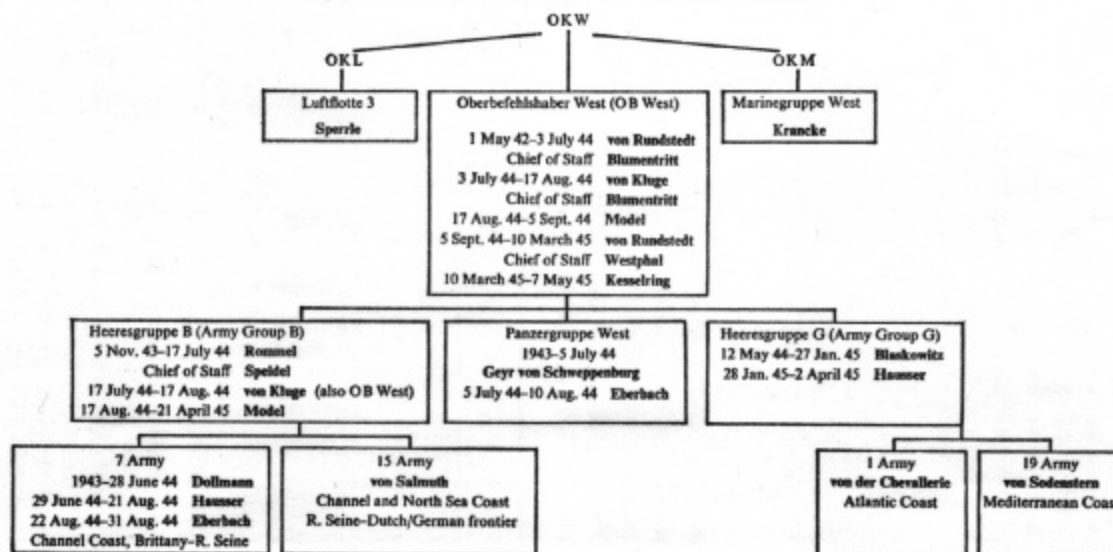 OKW
OKL
OKM
Luftflotte 3
Sperrle
Oberbefehlshaber West (OB West)
1 May 42–3 July 44 von Rundstedt
Chief of Staff Blumentritt
3 July 44–17 Aug. 44 von Kluge
Chief of Staff Blumentritt
17 Aug. 44–5 Sept. 44 Model
5 Sept. 44–10 March 45 von Rundstedt
Chief of Staff Westphal
10 March 45–7 May 45 Kesselring
Marinegruppe West
Krancke
Heeresgruppe B (Army Group B)
5 Nov. 43–17 July 44 Rommel
Chief of Staff Speidel
17 July 44–17 Aug. 44 von Kluge (also OB West)
17 Aug. 44–21 April 45 Model
Panzergruppe West
1943–5 July 44
Geyr von Schweppenburg
5 July 44–10 Aug. 44 Eberbach
Heeresgruppe G (Army Group G)
12 May 44–27 Jan. 45 Blaskowitz
28 Jan. 45–2 April 45 Hausser
7 Army
1943–28 June 44 Dollmann
29 June 44–21 Aug. 44 Hausser
22 Aug. 44–31 Aug. 44 Eberbach
Channel Coast, Brittany–R. Seine
15 Army
von Salmuth
Channel and North Sea Coast
R. Seine–Dutch/German frontier
1 Army
von der Chevallerie
Atlantic Coast
19 Army
von Sodenstern
Mediterranean Coast